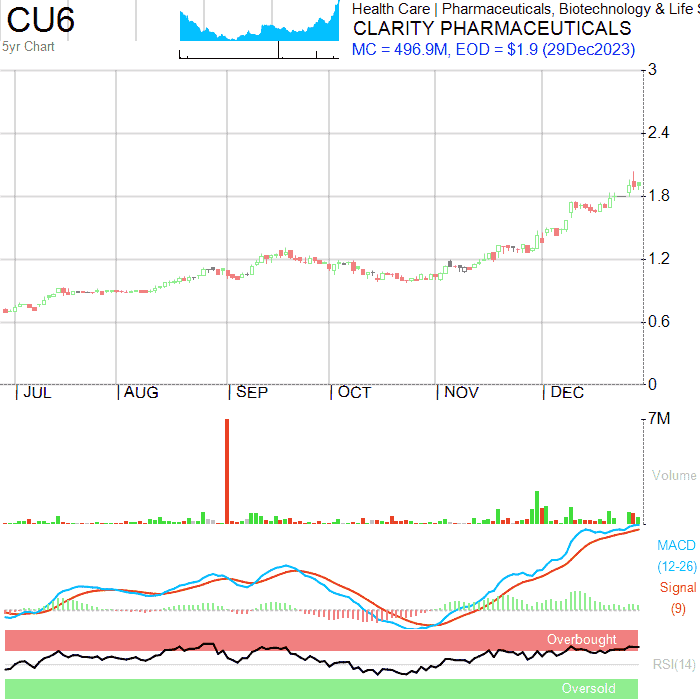 CU6
5yr Chart
Health Care | Pharmaceuticals, Biotechnology & Life
CLARITY PHARMACEUTICALS
MC = 496.9M, EOD = $1.9 (29Dec2023)
3
2.4
1.8
1.2
0.6
0
JUL AUG SEP OCT NOV DEC
7M
Volume
MACD
(12-26)
Signal
(9)
Overbought
RSI(14)
Oversold